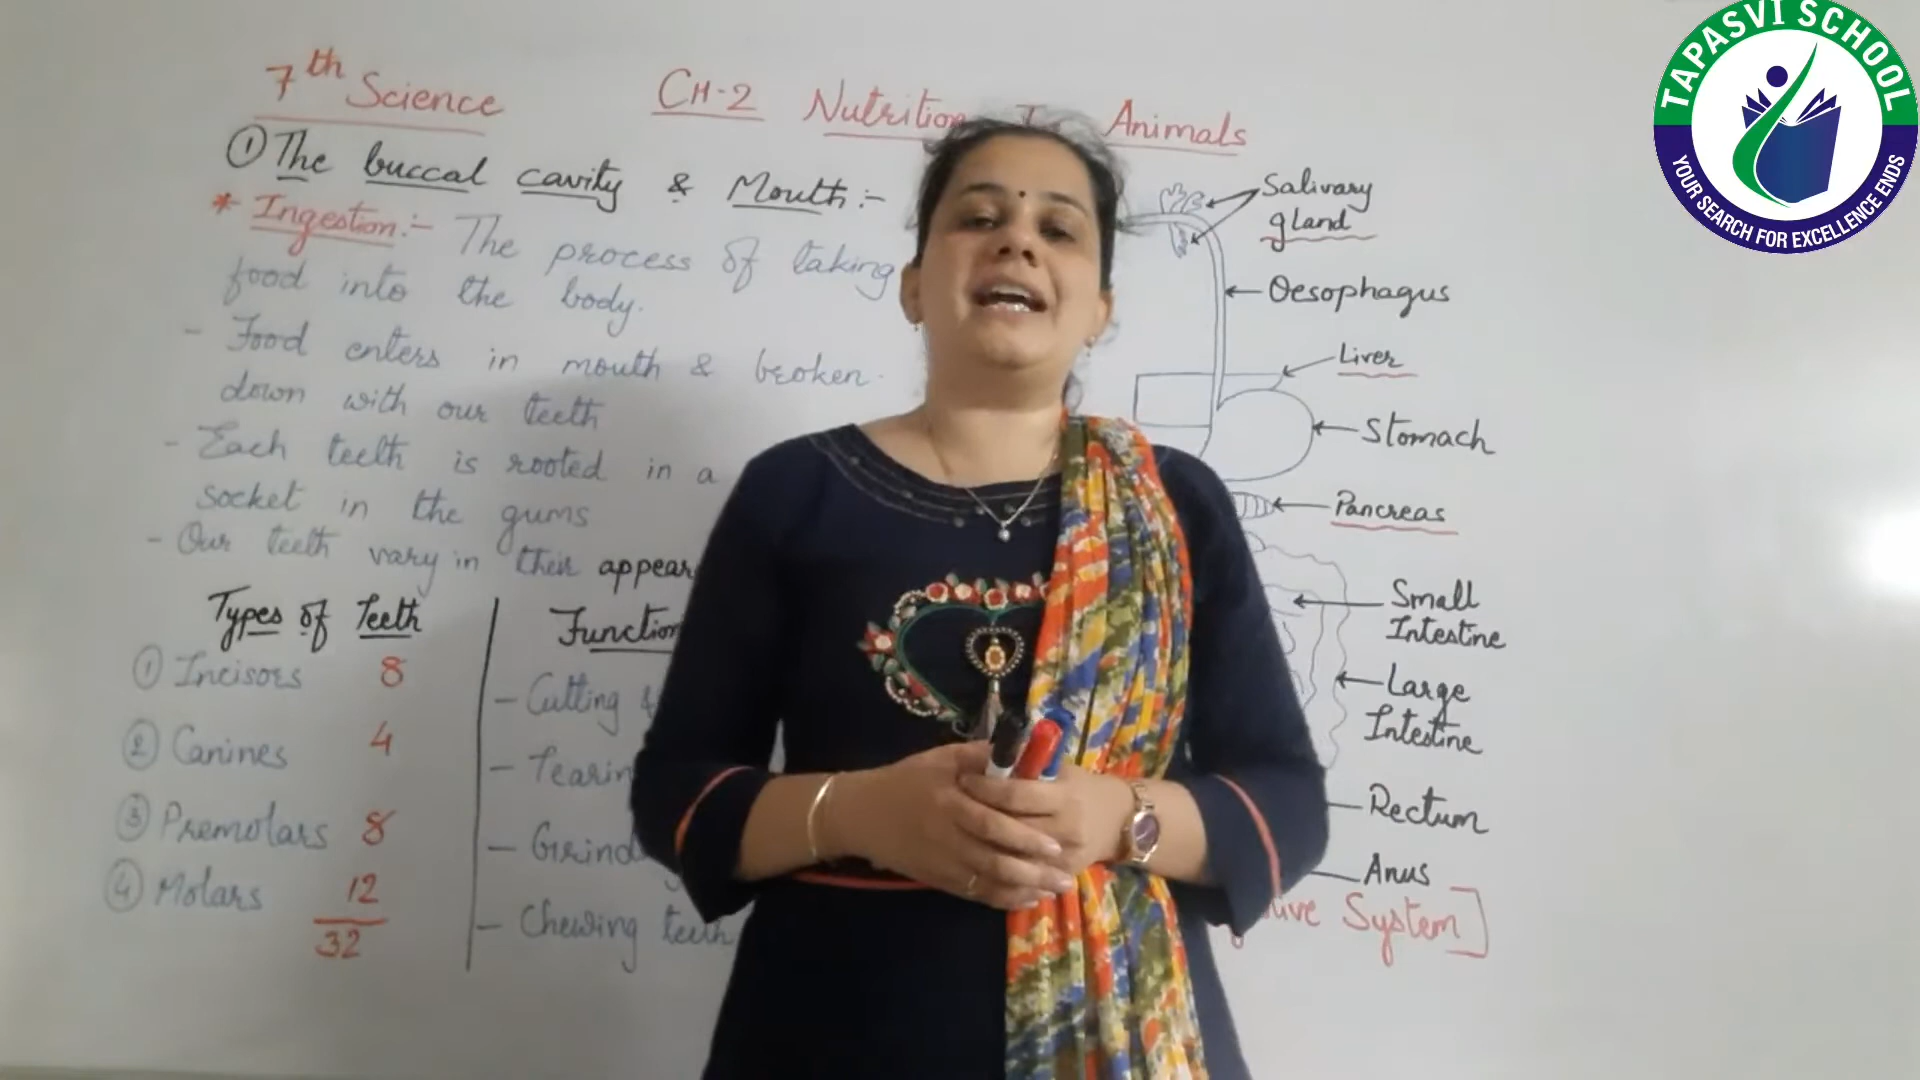 7th Science CH-2 Nutrition In Animals
① The buccal cavity & Mouth:-
* Ingestion:- The process of taking
food into the body.
- Food enters in mouth & broken
down with our teeth
- Each teeth is rooted in a
socket in the gums
- Our teeth vary in their appear
Types of Teeth
Function
① Incisors 8
- Cutting &
② Canines 4
- Tearin
③ Premolars 8
- Grind
④ Molars 12
- Chewing teeth
32
Salivary
gland
Oesophagus
Liver
Stomach
Pancreas
Small
Intestine
Large
Intestine
Rectum
Anus
tive System]
TAPASVI SCHOOL
YOUR SEARCH FOR EXCELLENCE ENDS